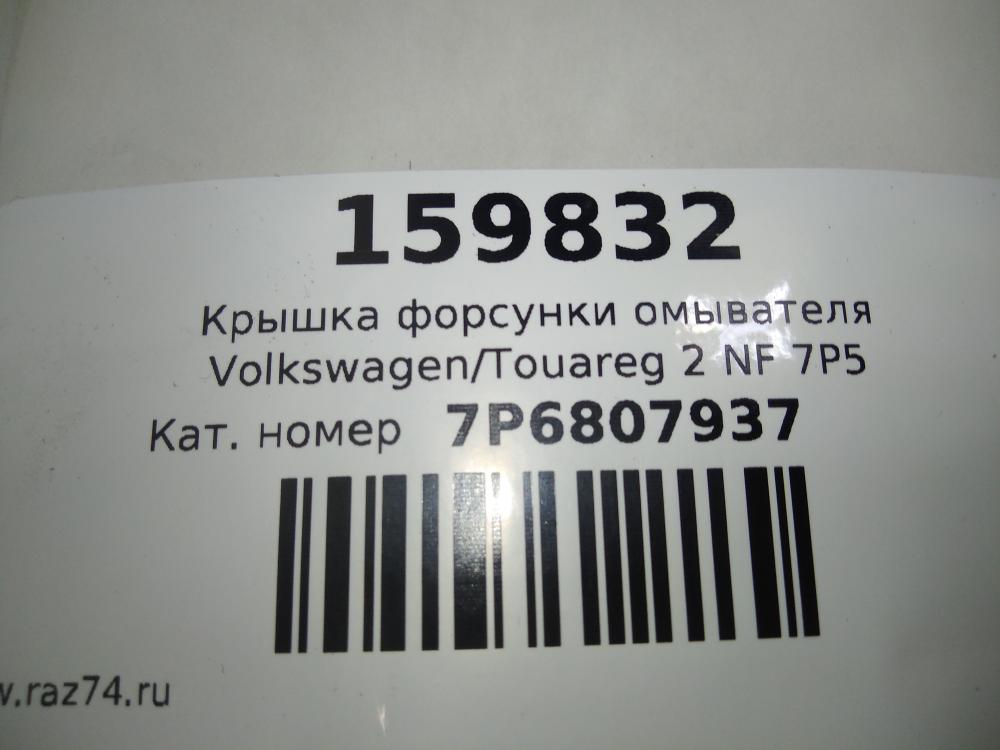 159832
Крышка форсунки омывателя
Volkswagen/Touareg 2 NF 7P5
Кат. номер 7P6807937
w.raz74.ru